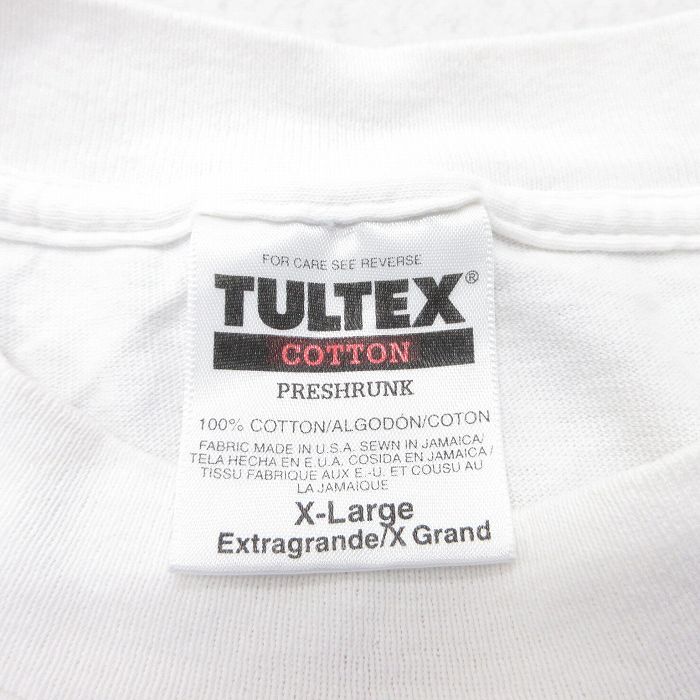 FOR CARE SEE REVERSE
TULTEX®
COTTON
PRESHRUNK
100% COTTON/ALGODÓN/COTON
FABRIC MADE IN U.S.A. SEWN IN JAMAICA/
TELA HECHA EN E.U.A. COSIDA EN JAMAICA/
TISSU FABRIQUE AUX E.-U. ET COUSU AU
LA JAMAIQUE
X-Large
Extragrande/X Grand